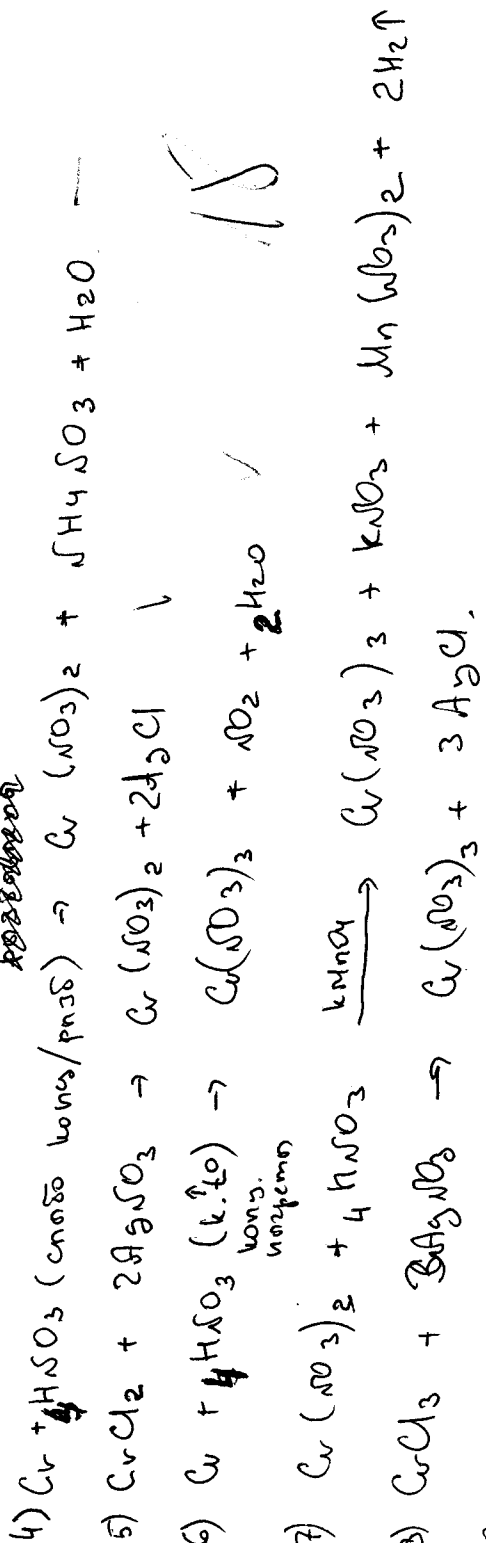 4) Cr + 4HNO3 (слабо конц/разб) → Cr(NO3)2 + NH4NO3 + H2O —
5) CrCl2 + 2AgNO3 → Cr(NO3)2 + 2AgCl
6) Cr + 4HNO3 (к. t°) → Cr(NO3)3 + NO2 + 2H2O
конц.
нагрето
7) Cr(NO3)2 + 4HNO3 KMnO4 → Cr(NO3)3 + KNO3 + Mn(NO3)2 + 2H2↑
8) CrCl3 + 3AgNO3 → Cr(NO3)3 + 3AgCl.